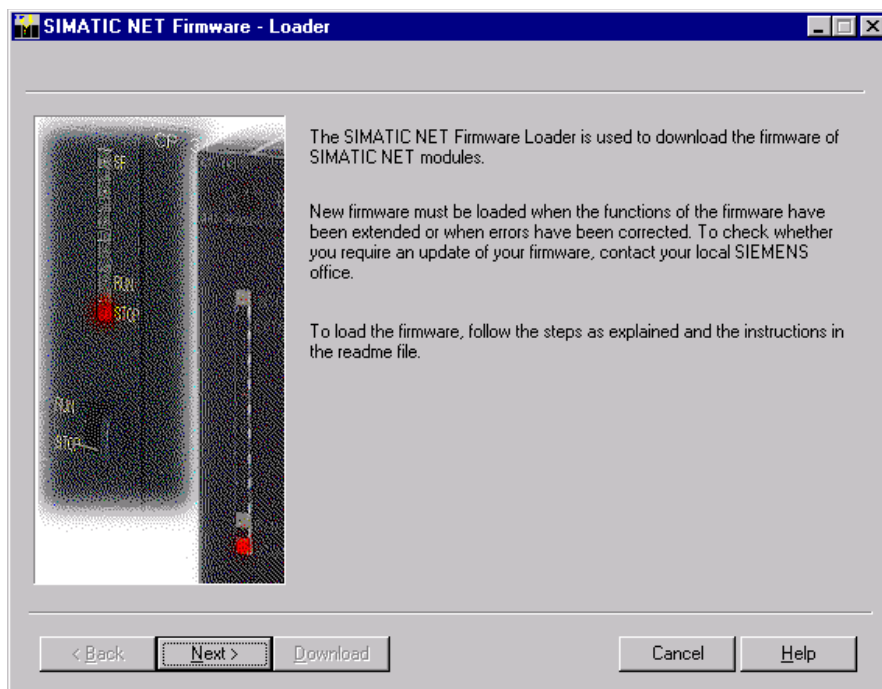 SIMATIC NET Firmware - Loader
CP
SF
RUN
STOP
RUN
STOP
The SIMATIC NET Firmware Loader is used to download the firmware of
SIMATIC NET modules.
New firmware must be loaded when the functions of the firmware have
been extended or when errors have been corrected. To check whether
you require an update of your firmware, contact your local SIEMENS
office.
To load the firmware, follow the steps as explained and the instructions in
the readme file.
< Back
Next >
Download
Cancel
Help